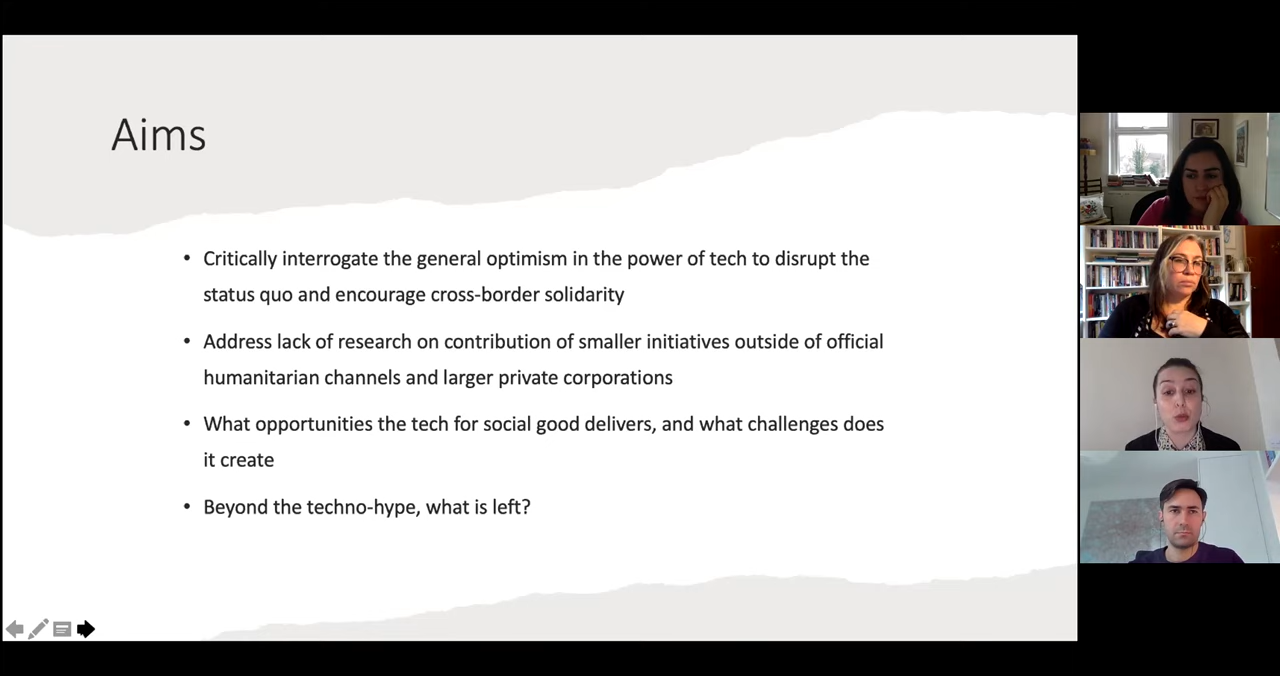 Aims
• Critically interrogate the general optimism in the power of tech to disrupt the
status quo and encourage cross-border solidarity
• Address lack of research on contribution of smaller initiatives outside of official
humanitarian channels and larger private corporations
• What opportunities the tech for social good delivers, and what challenges does
it create
• Beyond the techno-hype, what is left?